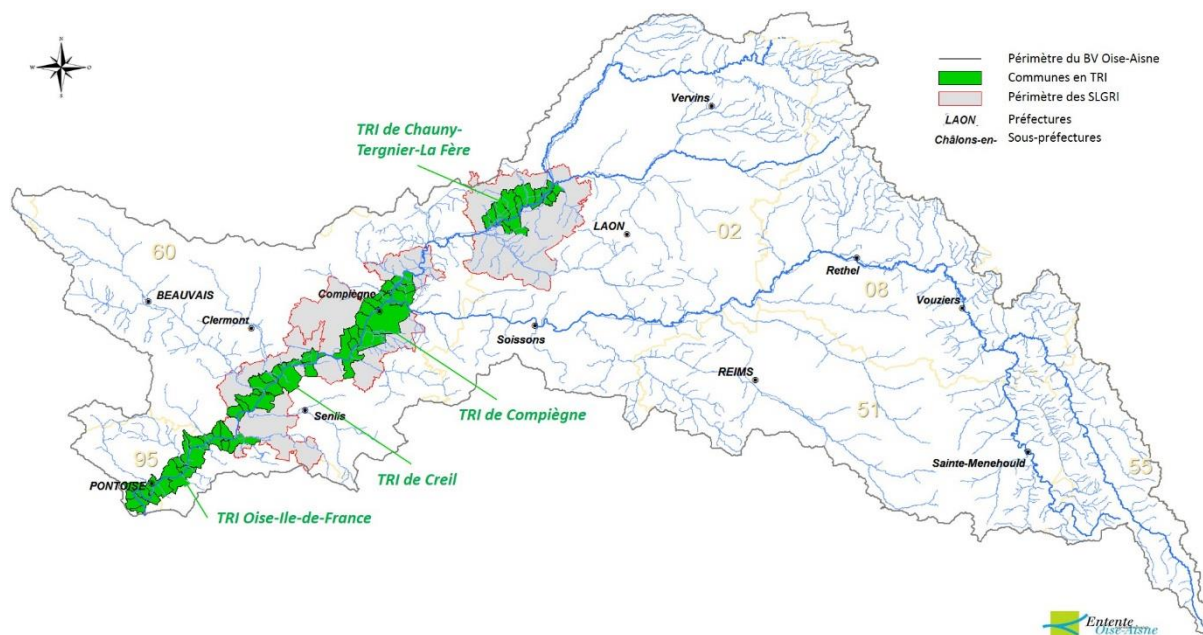 N
W
O
S
Périmètre du BV Oise-Aisne
Communes en TRI
Périmètre des SLGRI
LAON Préfectures
Châlons-en- Sous-préfectures
Vervins
TRI de Chauny-
Tergnier-La Fère
LAON
02
60
BEAUVAIS
Compiègne
Clermont
Soissons
Rethel
08
Vouziers
REIMS
51
TRI de Compiègne
Senlis
95
PONTOISE
TRI de Creil
TRI Oise-Ile-de-France
Sainte-Menehould
55
Entente
Oise-Aisne